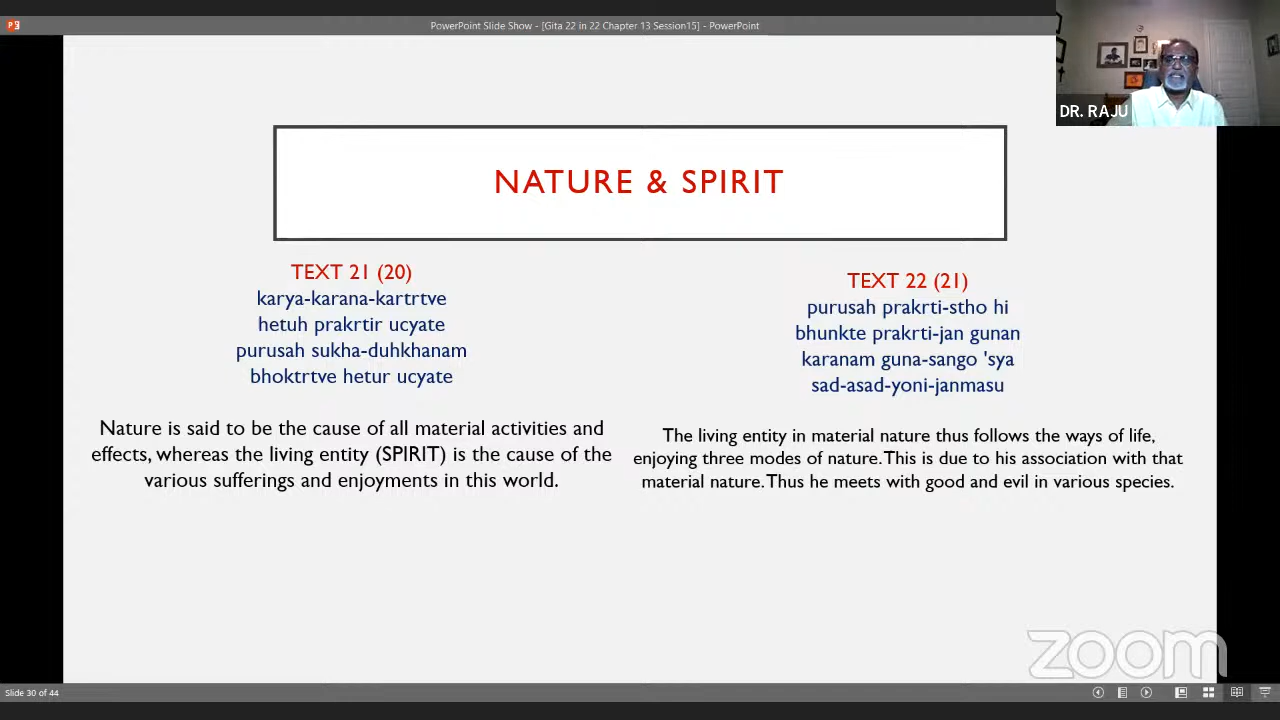 PowerPoint Slide Show - [Gita 22 in 22 Chapter 13 Session15] - PowerPoint
DR. RAJU
NATURE & SPIRIT
TEXT 21 (20)
karya-karana-kartrtve
hetuh prakrtir ucyate
purusah sukha-duhkhanam
bhoktrtve hetur ucyate
Nature is said to be the cause of all material activities and
effects, whereas the living entity (SPIRIT) is the cause of the
various sufferings and enjoyments in this world.
TEXT 22 (21)
purusah prakrti-stho hi
bhunkte prakrti-jan gunan
karanam guna-sango 'sya
sad-asad-yoni-janmasu
The living entity in material nature thus follows the ways of life,
enjoying three modes of nature. This is due to his association with that
material nature. Thus he meets with good and evil in various species.
zoom
Slide 30 of 44